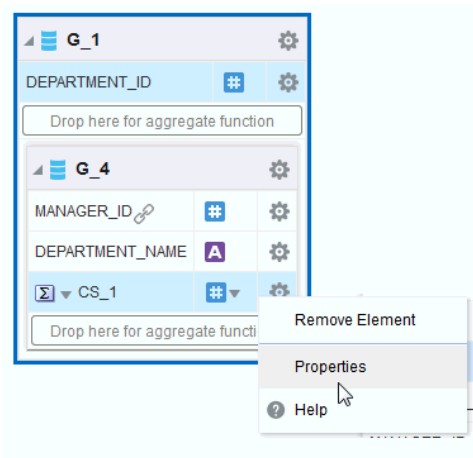 G_1
DEPARTMENT_ID #
Drop here for aggregate function
G_4
MANAGER_ID #
DEPARTMENT_NAME A
Σ CS_1 #
Drop here for aggregate functi
Remove Element
Properties
? Help